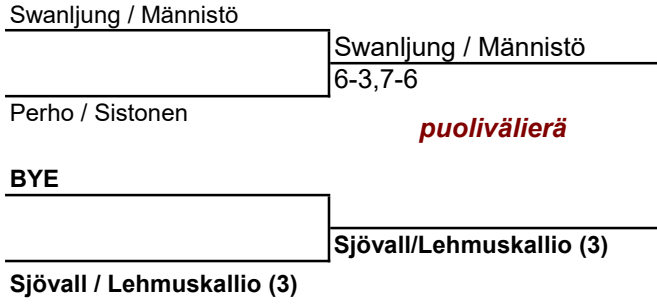 Swanljung / Männistö
Swanljung / Männistö
6-3,7-6
Perho / Sistonen
puolivälierä
BYE
Sjövall/Lehmuskallio (3)
Sjövall / Lehmuskallio (3)